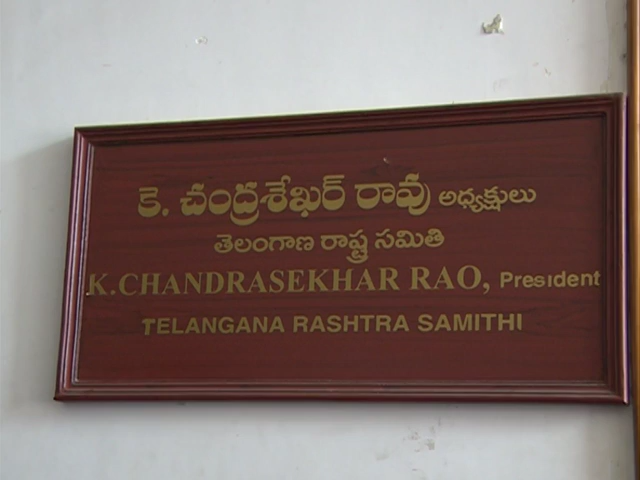 కె. చంద్రశేఖర్ రావు అధ్యక్షులు
తెలంగాణ రాష్ట్ర సమితి
K.CHANDRASEKHAR RAO, President
TELANGANA RASHTRA SAMITHI